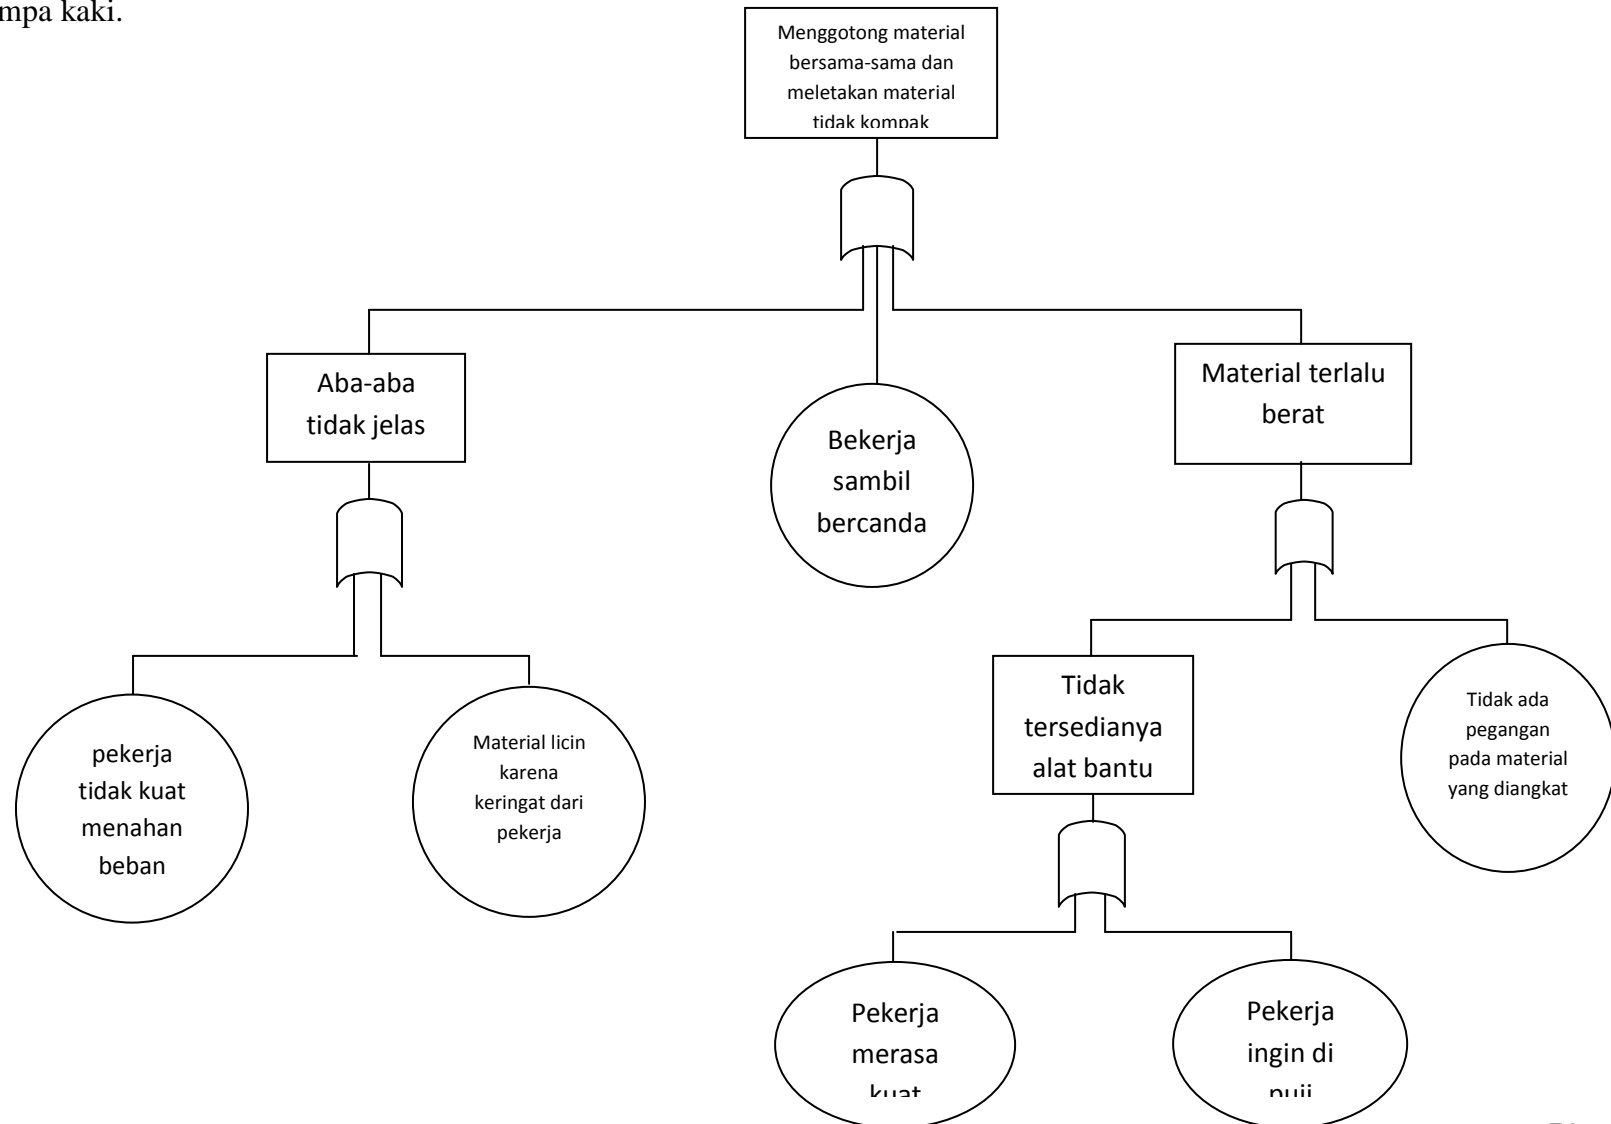 mpa kaki.
Menggotong material
bersama-sama dan
meletakan material
tidak kompak
Aba-aba
tidak jelas
Bekerja
sambil
bercanda
Material terlalu
berat
pekerja
tidak kuat
menahan
beban
Material licin
karena
keringat dari
pekerja
Tidak
tersedianya
alat bantu
Tidak ada
pegangan
pada material
yang diangkat
Pekerja
merasa
kuat
Pekerja
ingin di
puji